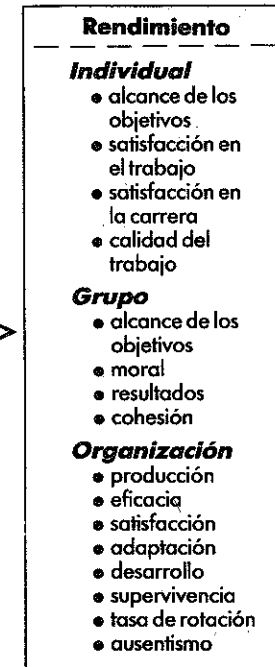 Rendimiento
Individual
• alcance de los
objetivos
• satisfacción en
el trabajo
• satisfacción en
la carrera
• calidad del
trabajo
Grupo
• alcance de los
objetivos
• moral
• resultados
• cohesión
Organización
• producción
• eficacia
• satisfacción
• adaptación
• desarrollo
• supervivencia
• tasa de rotación
• ausentismo